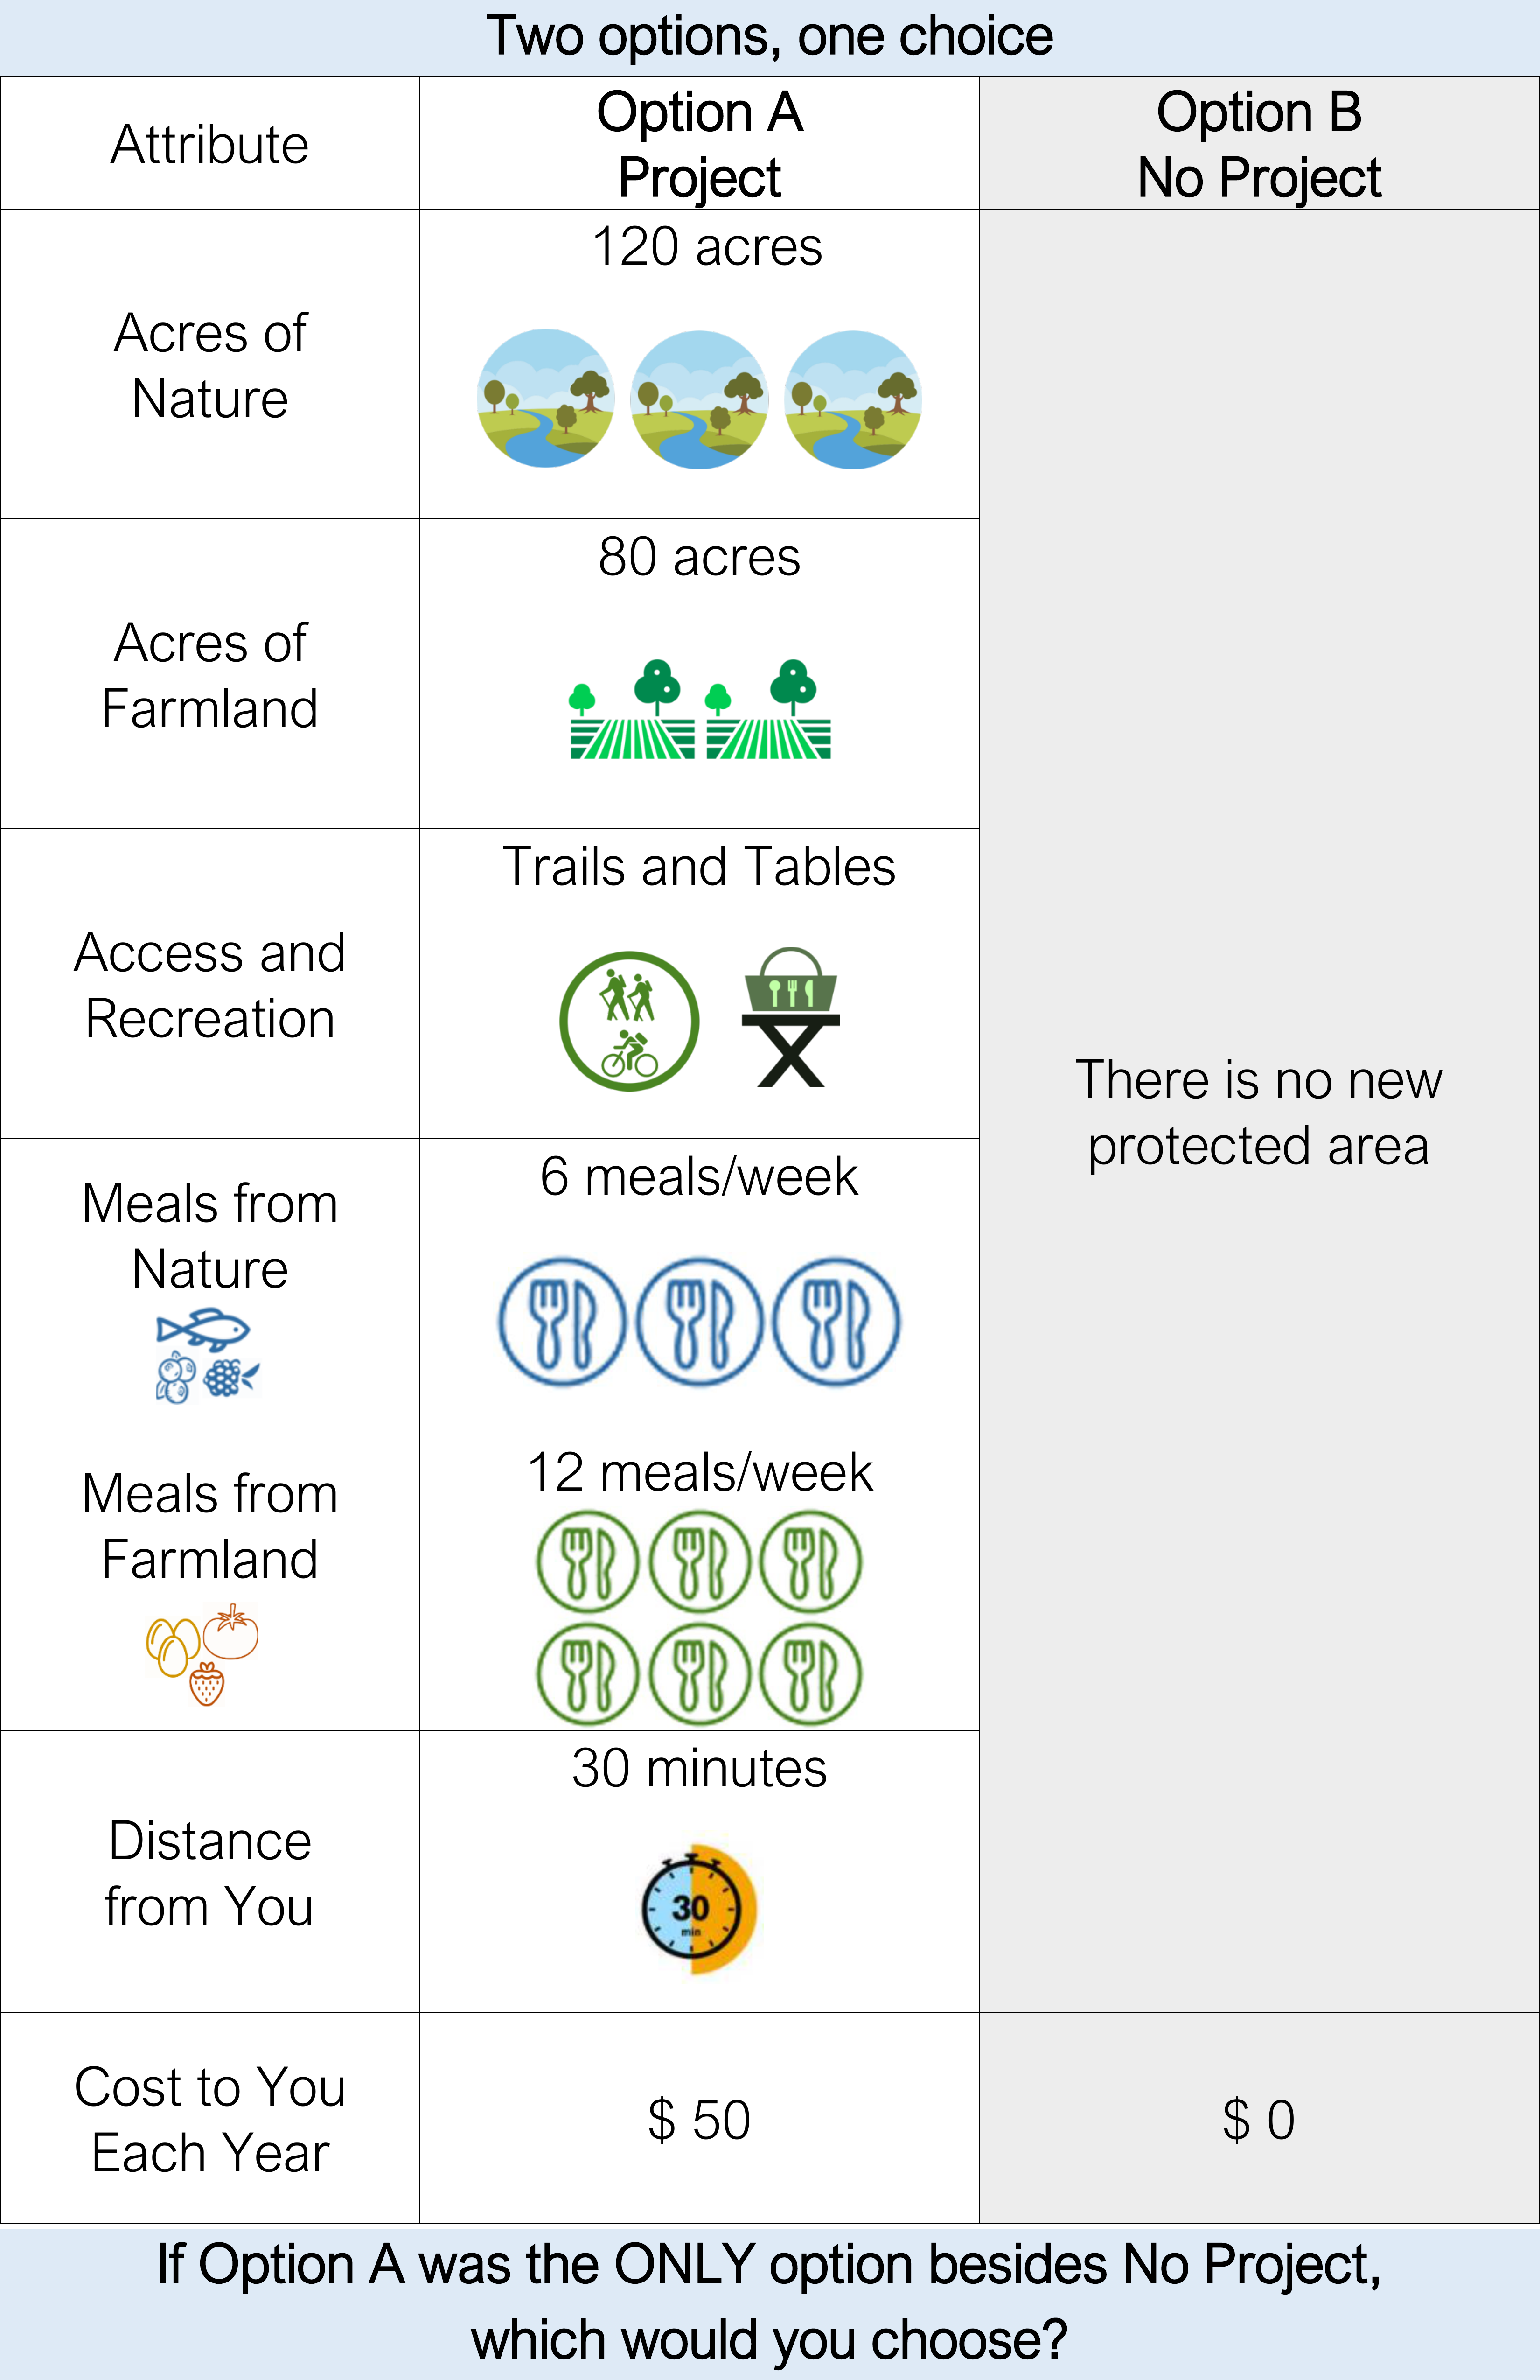 Two options, one choice
Attribute
Option A
Project
Option B
No Project
Acres of
Nature
120 acres
Acres of
Farmland
80 acres
Access and
Recreation
Trails and Tables
Meals from
Nature
6 meals/week
Meals from
Farmland
12 meals/week
Distance
from You
30 minutes
30
min
There is no new
protected area
Cost to You
Each Year
$ 50
$ 0
If Option A was the ONLY option besides No Project,
which would you choose?